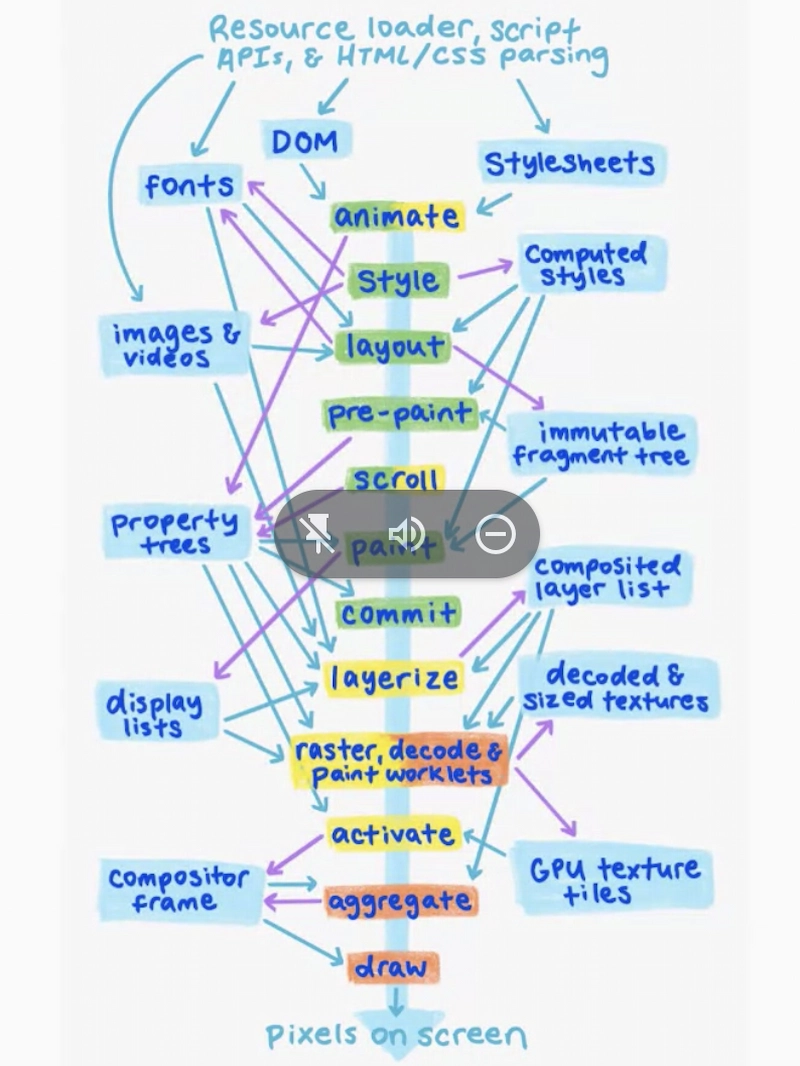 Resource loader, script
APIs, & HTML/CSS parsing
DOM
Stylesheets
fonts
animate
Computed
styles
Style
images &
videos
layout
pre-paint
immutable
fragment tree
scroll
property
trees
paint
composited
layer list
commit
layerize
decoded &
sized textures
display
lists
raster, decode &
paint worklets
activate
GPU texture
tiles
compositor
frame
aggregate
draw
Pixels on screen